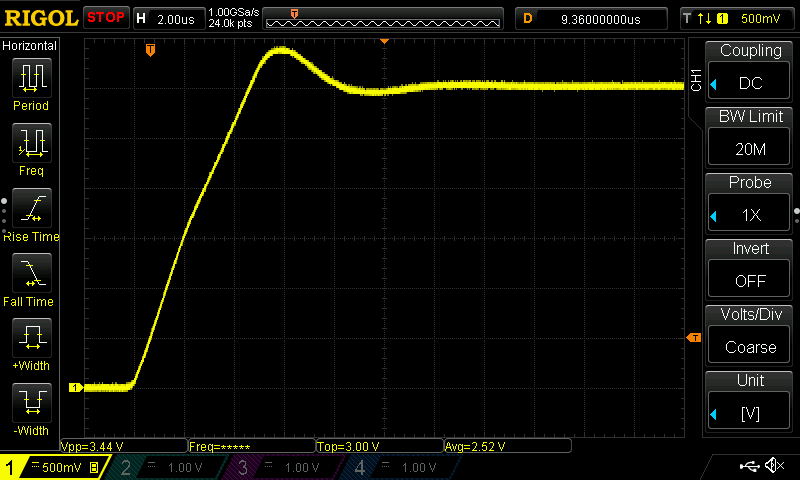 RIGOL STOP H 2.00us 1.00GSa/s 24.0k pts T D 9.36000000us T 1 500mV
Horizontal
Period
Freq
Rise Time
Fall Time
+Width
-Width
T
1
T
CH1
Coupling
DC
BW Limit
20M
Probe
1X
Invert
OFF
Volts/Div
Coarse
Unit
[V]
Vpp=3.44 V Freq=***** Top=3.00 V Avg=2.52 V
1 500mV B 2 1.00 V 3 1.00 V 4 1.00 V